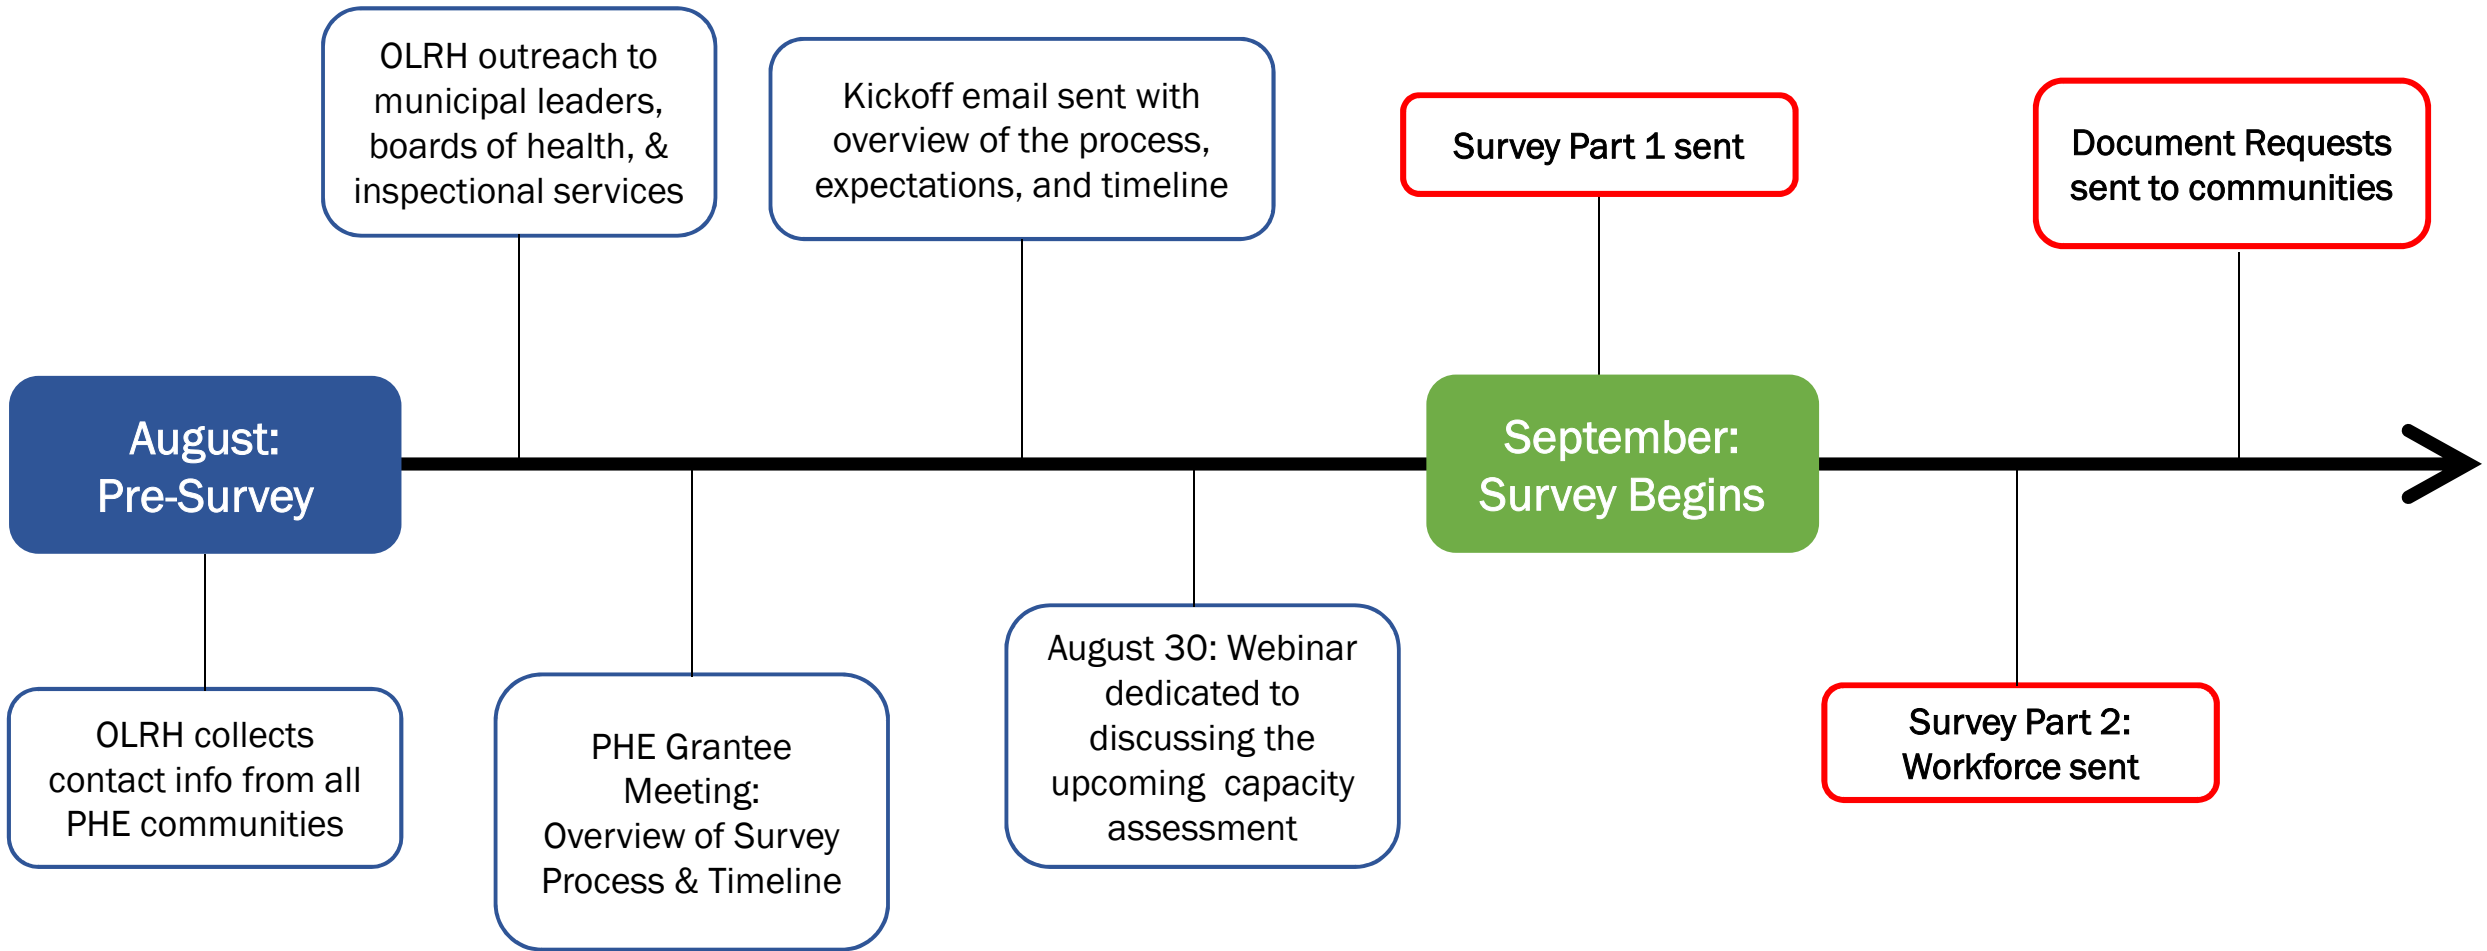 OLRH outreach to
municipal leaders,
boards of health, &
inspectional services
Kickoff email sent with
overview of the process,
expectations, and timeline
Survey Part 1 sent
Document Requests
sent to communities
August:
Pre-Survey
September:
Survey Begins
OLRH collects
contact info from all
PHE communities
PHE Grantee
Meeting:
Overview of Survey
Process & Timeline
August 30: Webinar
dedicated to
discussing the
upcoming  capacity
assessment
Survey Part 2:
Workforce sent